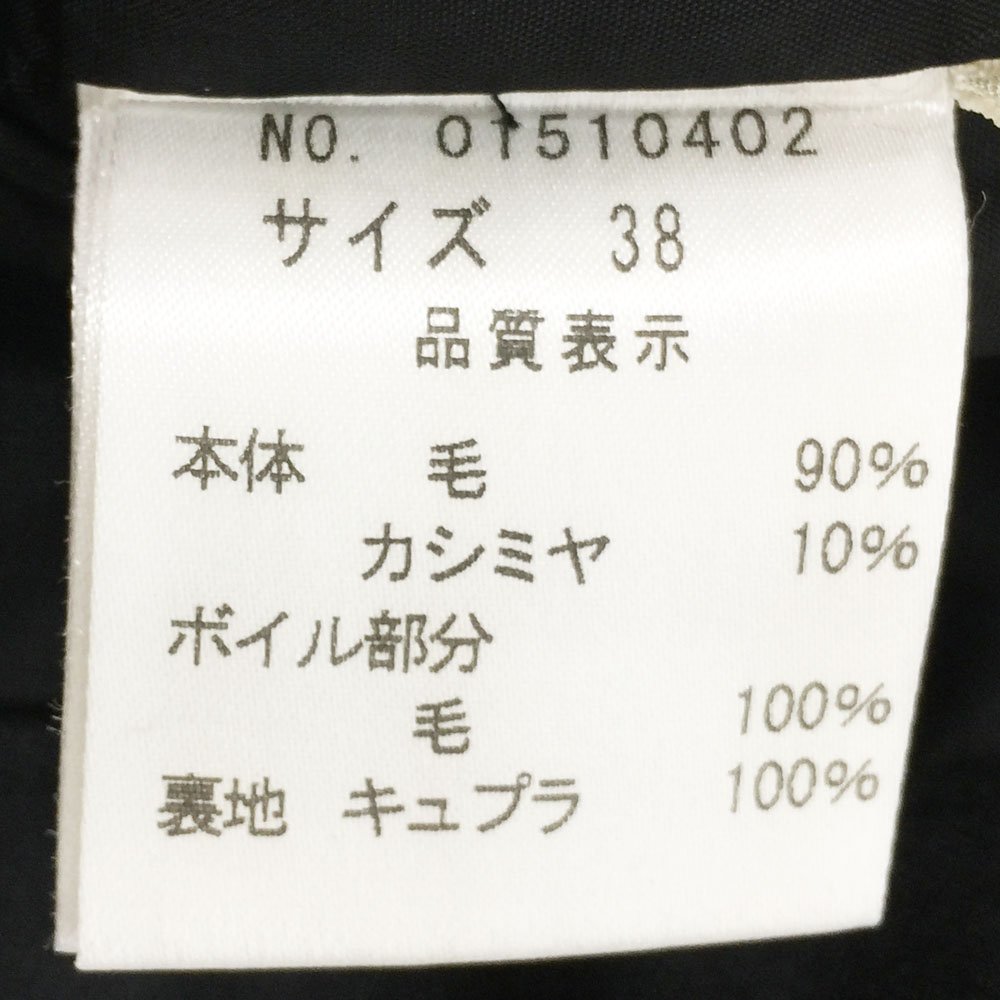 NO. 01510402
サイズ 38
品質表示
本体 毛 90%
カシミヤ 10%
ボイル部分
毛 100%
裏地 キュプラ 100%